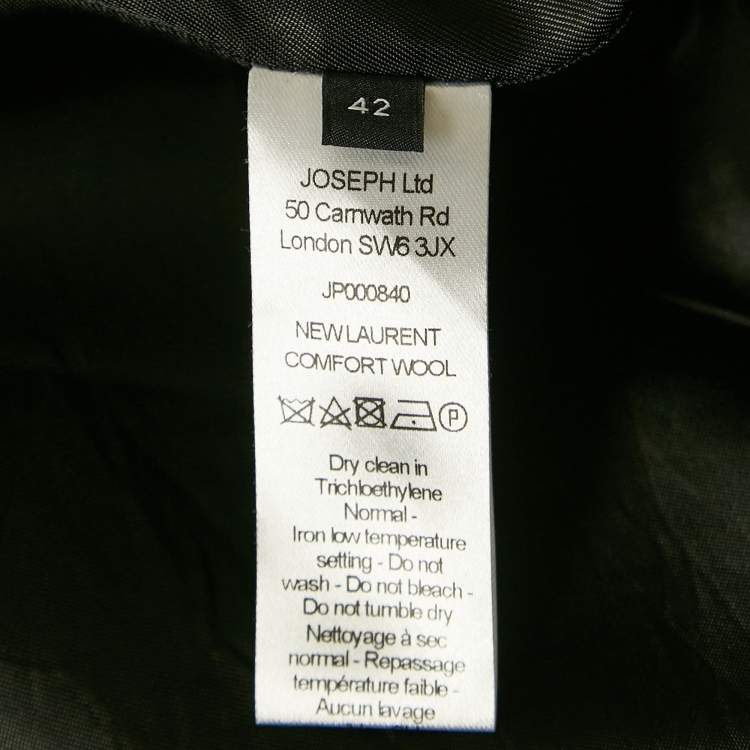 42
JOSEPH Ltd
50 Carnwath Rd
London SW6 3JX
JP000840
NEW LAURENT
COMFORT WOOL
P
Dry clean in
Trichloethylene
Normal -
Iron low temperature
setting - Do not
wash - Do not bleach -
Do not tumble dry
Nettoyage à sec
normal - Repassage
température faible -
Aucun lavage